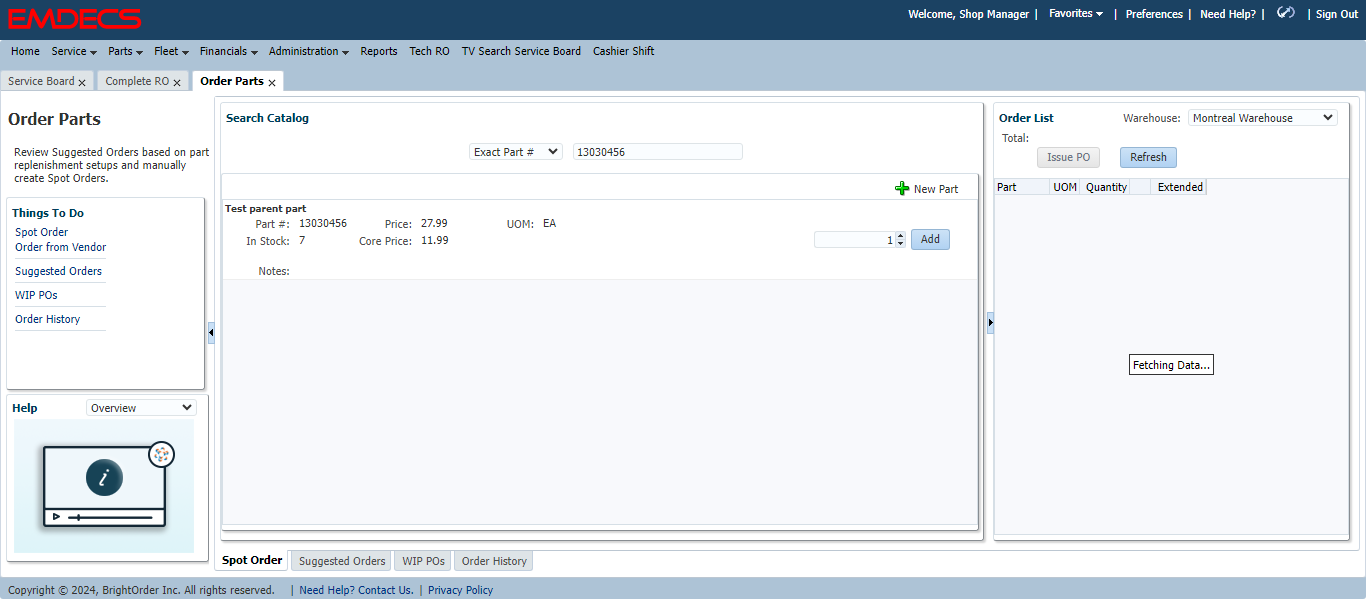 EMDECS
Welcome, Shop Manager | Favorites | Preferences | Need Help? | | Sign Out
Home Service Parts Fleet Financials Administration Reports Tech RO TV Search Service Board Cashier Shift
Service Board x Complete RO x Order Parts x
Order Parts
Review Suggested Orders based on part
replenishment setups and manually
create Spot Orders.
Things To Do
Spot Order
Order from Vendor
Suggested Orders
WIP POs
Order History
Help Overview
i
Search Catalog
Exact Part # 13030456
New Part
Test parent part
Part #: 13030456 Price: 27.99 UOM: EA
In Stock: 7 Core Price: 11.99 1 Add
Notes:
Order List Warehouse: Montreal Warehouse
Total:
Issue PO Refresh
Part UOM Quantity Extended
Fetching Data...
Spot Order Suggested Orders WIP POs Order History
Copyright © 2024, BrightOrder Inc. All rights reserved. | Need Help? Contact Us. | Privacy Policy